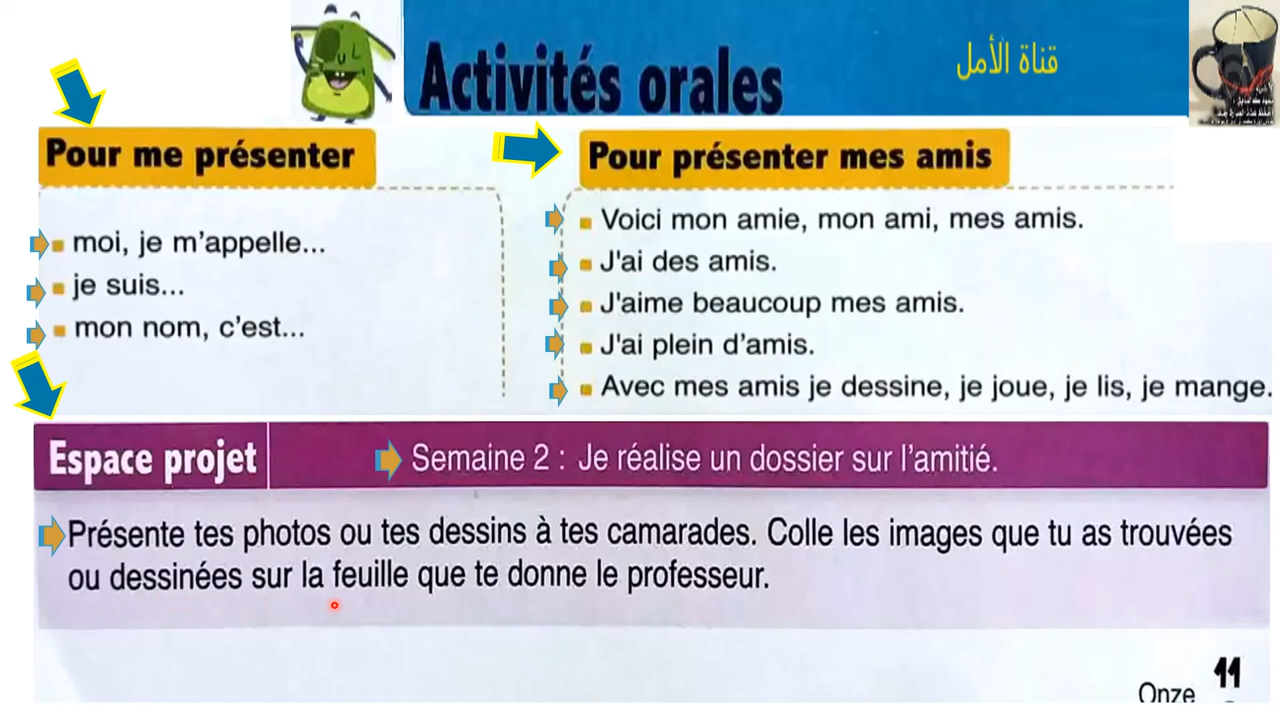 Activités orales
قناة الأمل
Pour me présenter
moi, je m'appelle...
je suis...
mon nom, c'est...
Pour présenter mes amis
Voici mon amie, mon ami, mes amis.
J'ai des amis.
J'aime beaucoup mes amis.
J'ai plein d'amis.
Avec mes amis je dessine, je joue, je lis, je mange.
Espace projet
Semaine 2 : Je réalise un dossier sur l'amitié.
Présente tes photos ou tes dessins à tes camarades. Colle les images que tu as trouvées
ou dessinées sur la feuille que te donne le professeur.
11
Onze